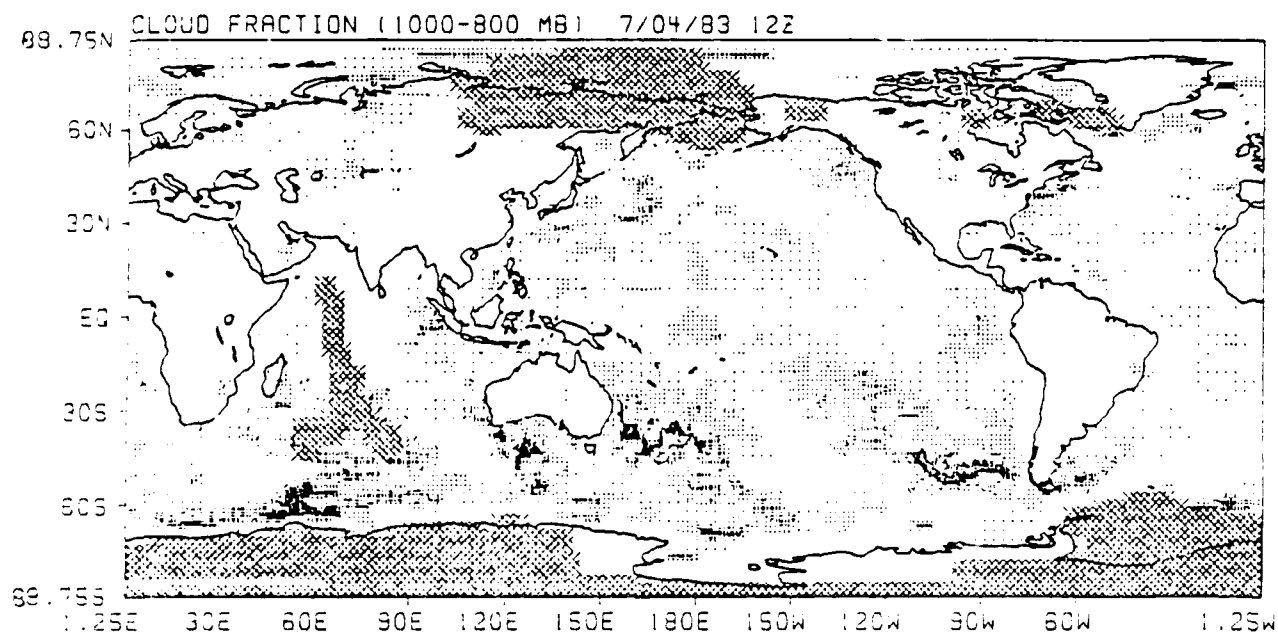 CLOUD FRACTION (1000-800 MB) 7/04/83 12Z
88.75N
60N
30N
EQ
30S
60S
88.75S
1.25E 30E 60E 90E 120E 150E 180E 150W 120W 90W 60W 1.25W